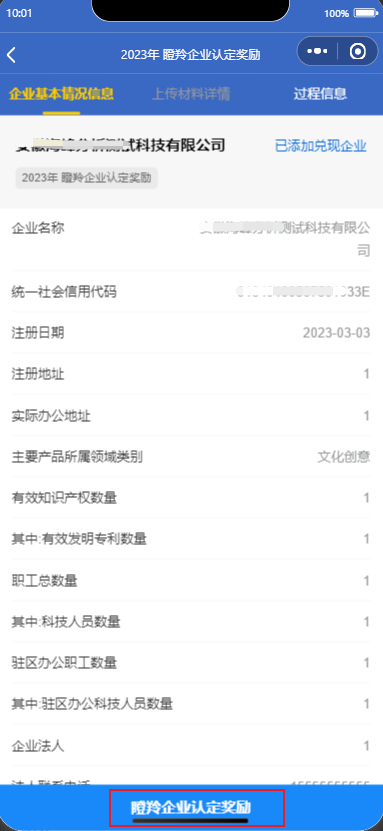 10:01
100%
2023年 瞪羚企业认定奖励
企业基本情况信息
上传材料详情
过程信息
测试科技有限公司
已添加兑现企业
2023年 瞪羚企业认定奖励
企业名称
测试科技有限公
司
统一社会信用代码
33E
注册日期
2023-03-03
注册地址
1
实际办公地址
1
主要产品所属领域类别
文化创意
有效知识产权数量
1
其中:有效发明专利数量
1
职工总数量
1
其中:科技人员数量
1
驻区办公职工数量
1
其中:驻区办公科技人员数量
1
企业法人
1
瞪羚企业认定奖励